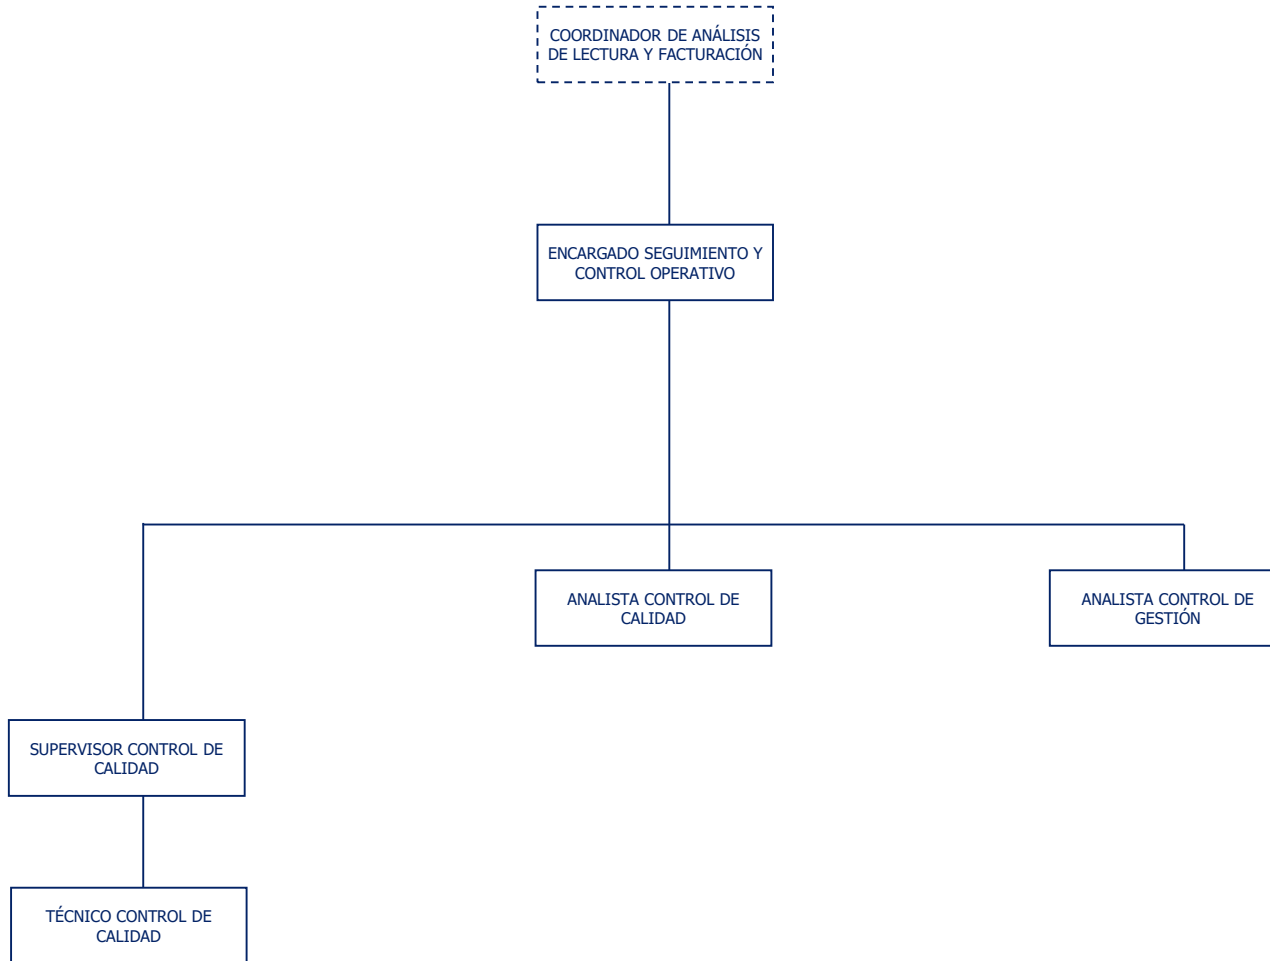 COORDINADOR DE ANÁLISIS
DE LECTURA Y FACTURACIÓN
ENCARGADO SEGUIMIENTO Y
CONTROL OPERATIVO
ANALISTA CONTROL DE
CALIDAD
ANALISTA CONTROL DE
GESTIÓN
SUPERVISOR CONTROL DE
CALIDAD
TÉCNICO CONTROL DE
CALIDAD